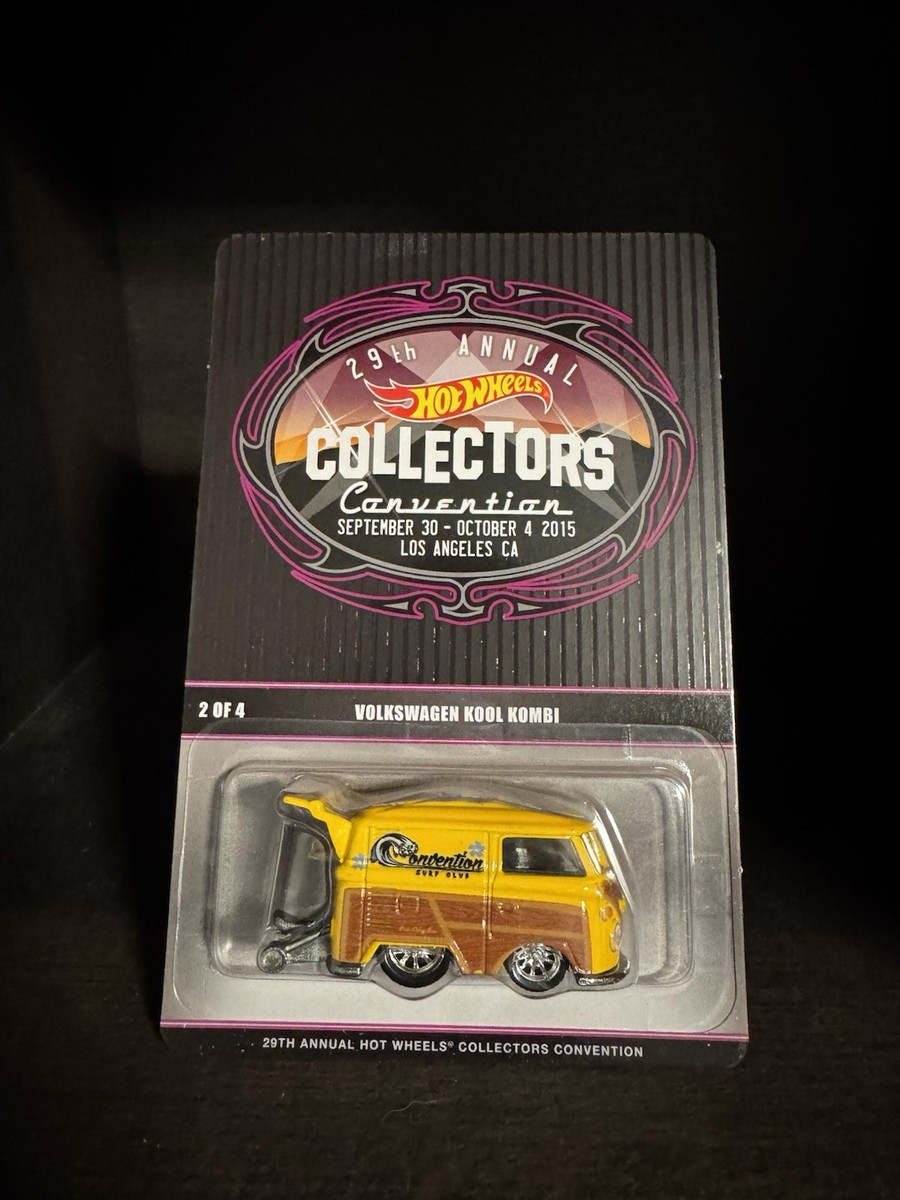 29th ANNUAL
HOT WHEELS
COLLECTORS
Convention
SEPTEMBER 30 - OCTOBER 4 2015
LOS ANGELES CA
2 OF 4
VOLKSWAGEN KOOL KOMBI
Convention
SURF CLUB
29TH ANNUAL HOT WHEELS® COLLECTORS CONVENTION